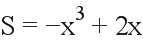 S = −x³ + 2x